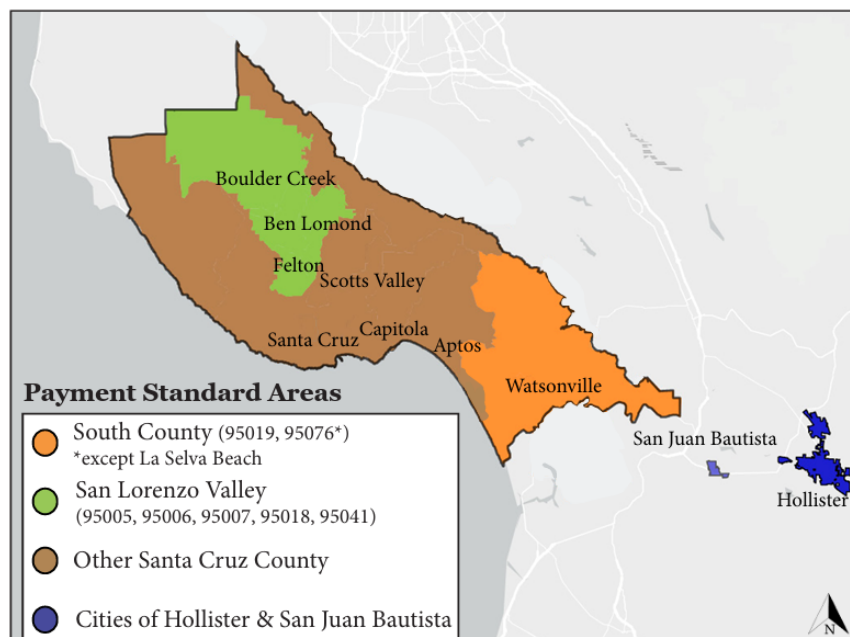 Boulder Creek
Ben Lomond
Felton
Scotts Valley
Santa Cruz
Capitola
Aptos
Watsonville
San Juan Bautista
Hollister
Payment Standard Areas
South County (95019, 95076*)
*except La Selva Beach
San Lorenzo Valley
(95005, 95006, 95007, 95018, 95041)
Other Santa Cruz County
Cities of Hollister & San Juan Bautista
N